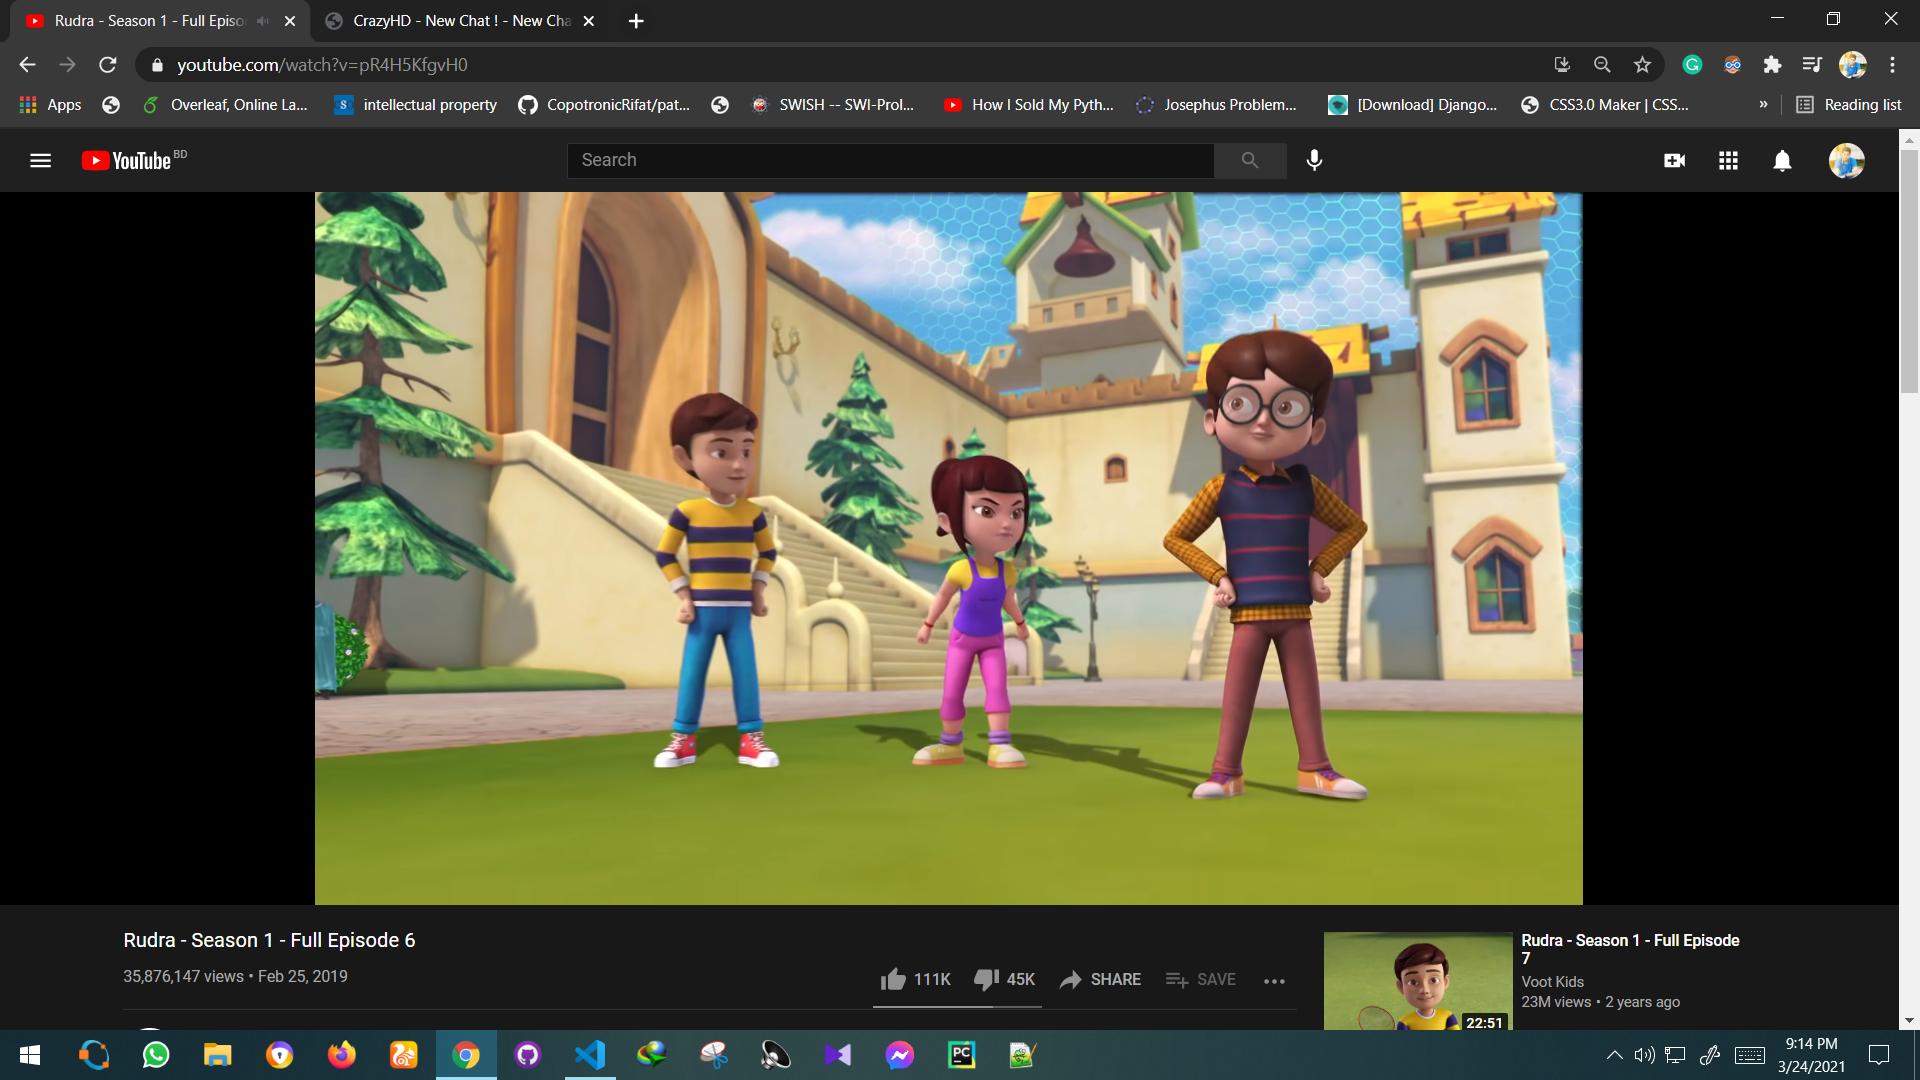 Rudra - Season 1 - Full Episo
CrazyHD - New Chat ! - New Cha
youtube.com/watch?v=pR4H5KfgvH0
Apps
Overleaf, Online La...
intellectual property
CopotronicRifat/pat...
SWISH -- SWI-Prol...
How I Sold My Pyth...
Josephus Problem...
[Download] Django...
CSS3.0 Maker | CSS...
»
Reading list
YouTube BD
Search
Rudra - Season 1 - Full Episode 6
35,876,147 views • Feb 25, 2019
111K
45K
SHARE
SAVE
22:51
Rudra - Season 1 - Full Episode
7
Voot Kids
23M views • 2 years ago
PC
9:14 PM
3/24/2021